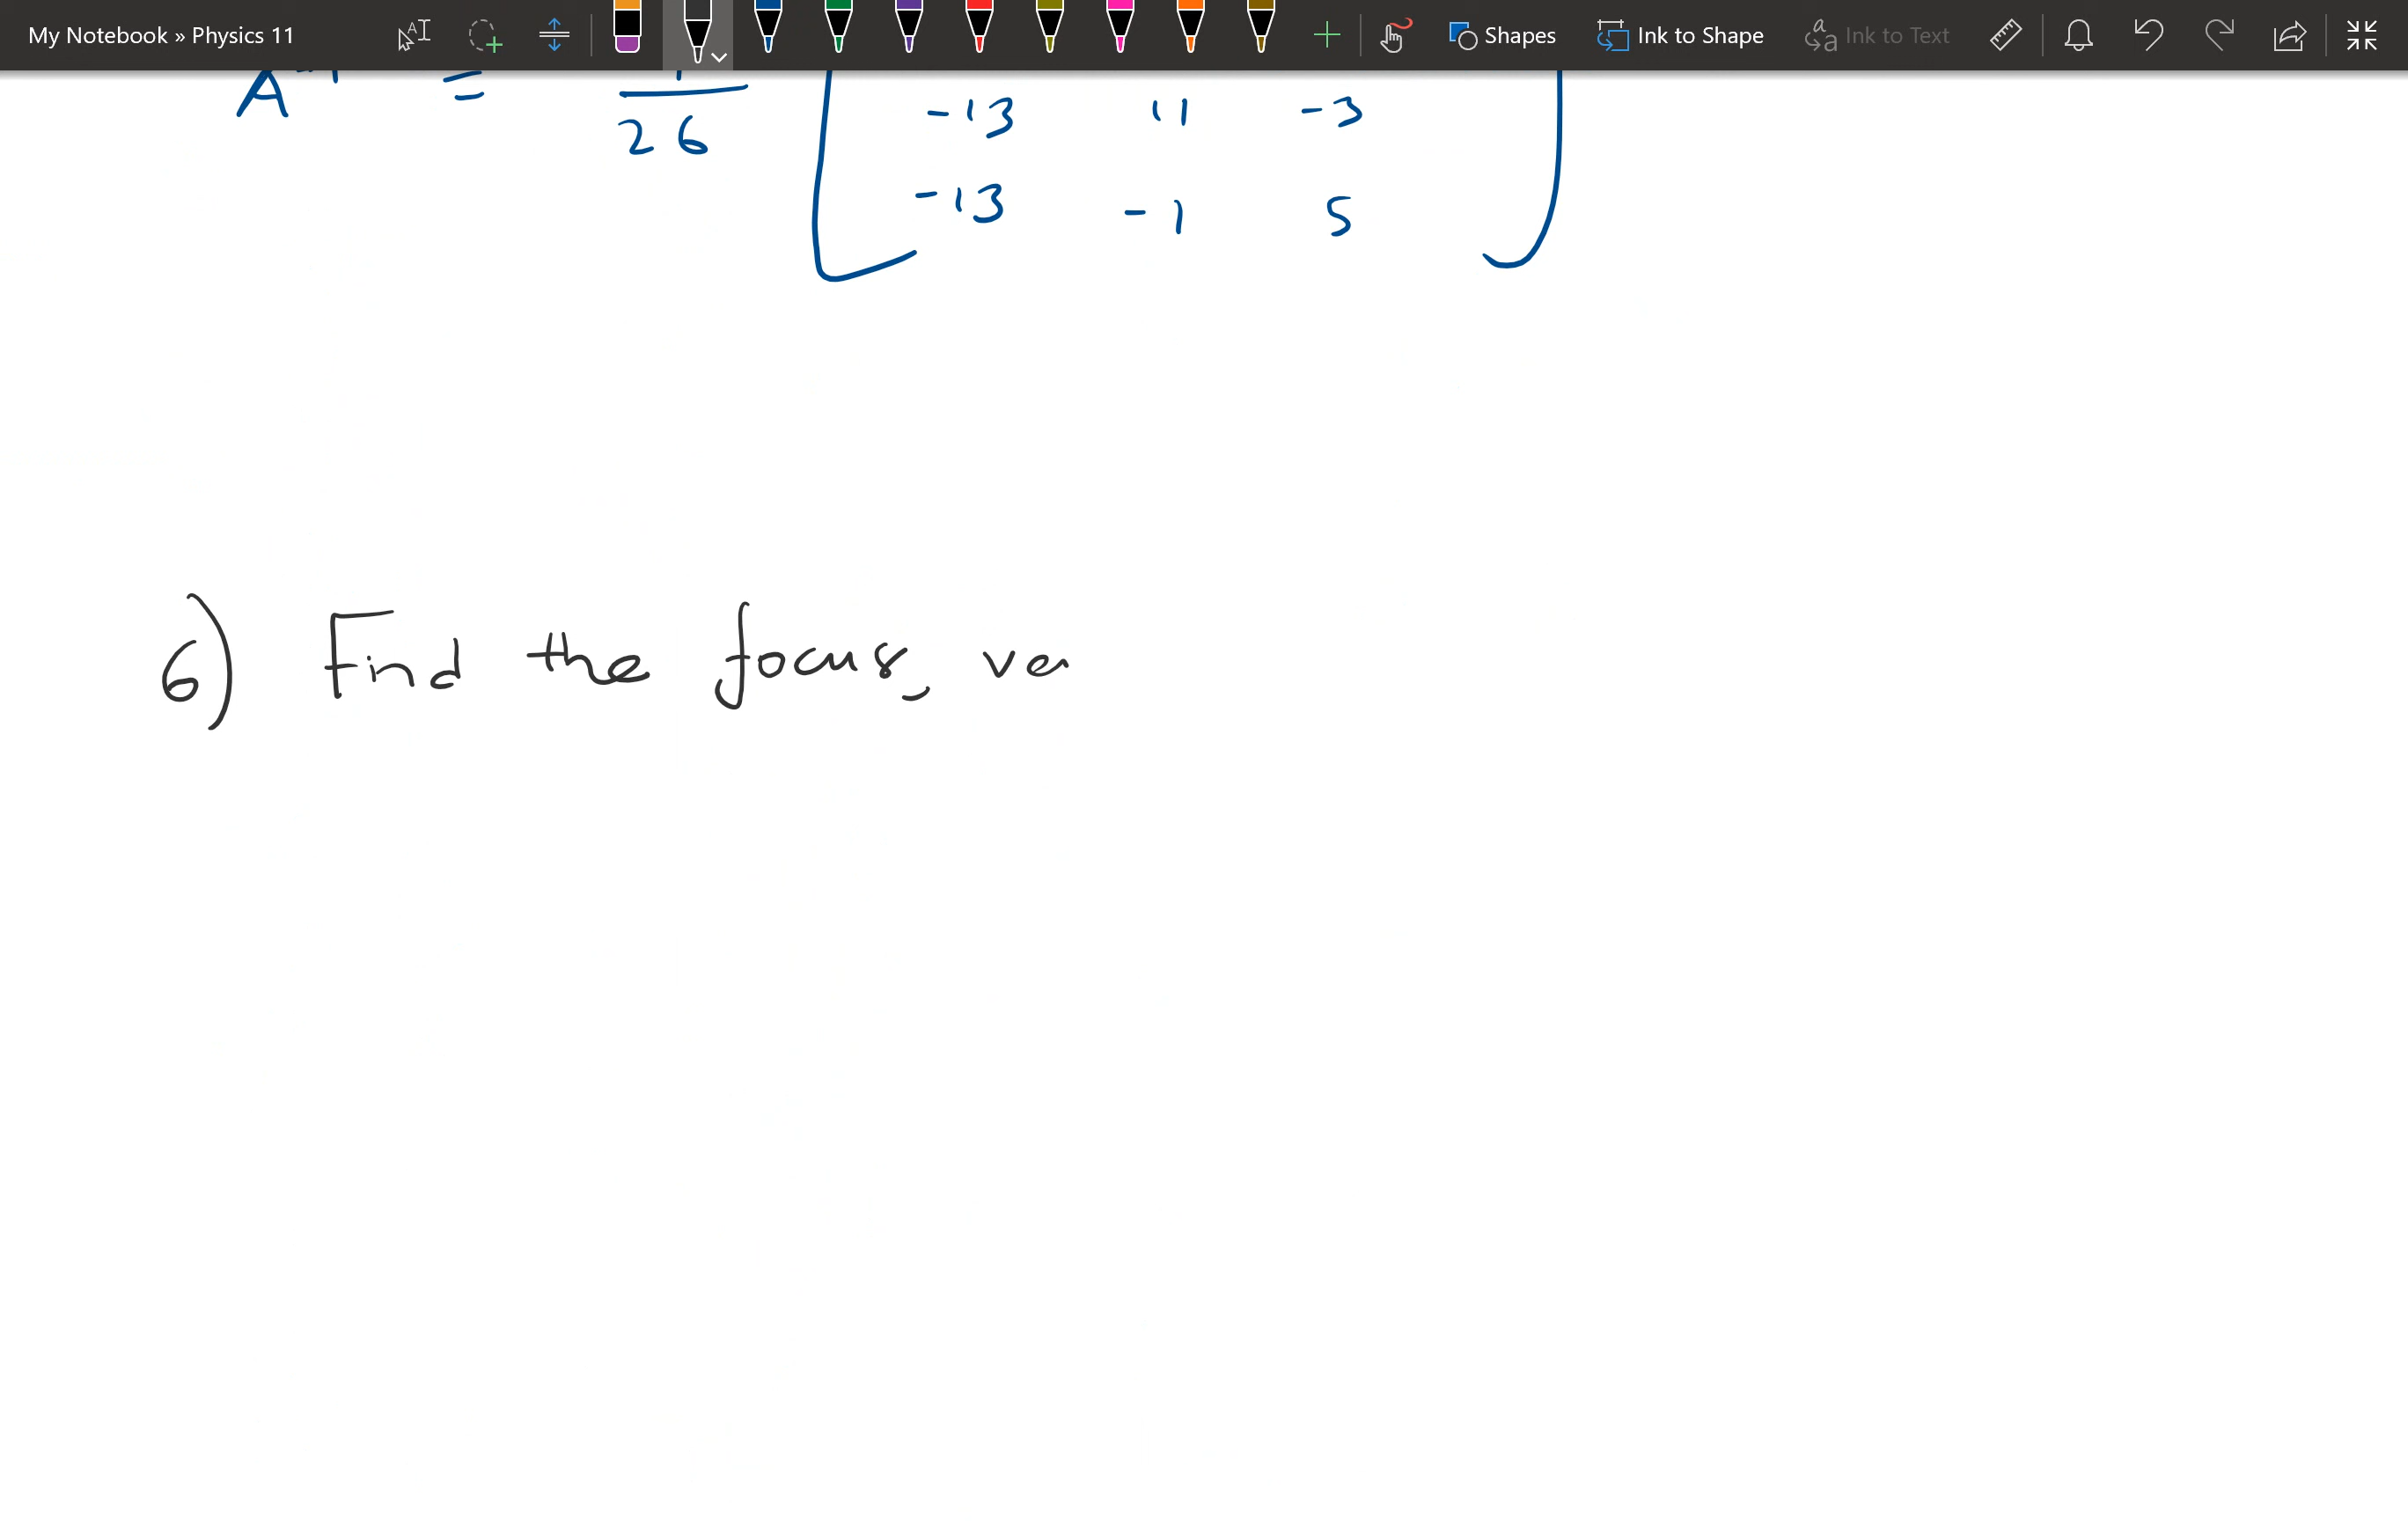 My Notebook » Physics 11 Shapes Ink to Shape Ink to Text
A⁻¹ = 1/26
-13 11 -3
-13 -1 5
6) Find the focus, ver